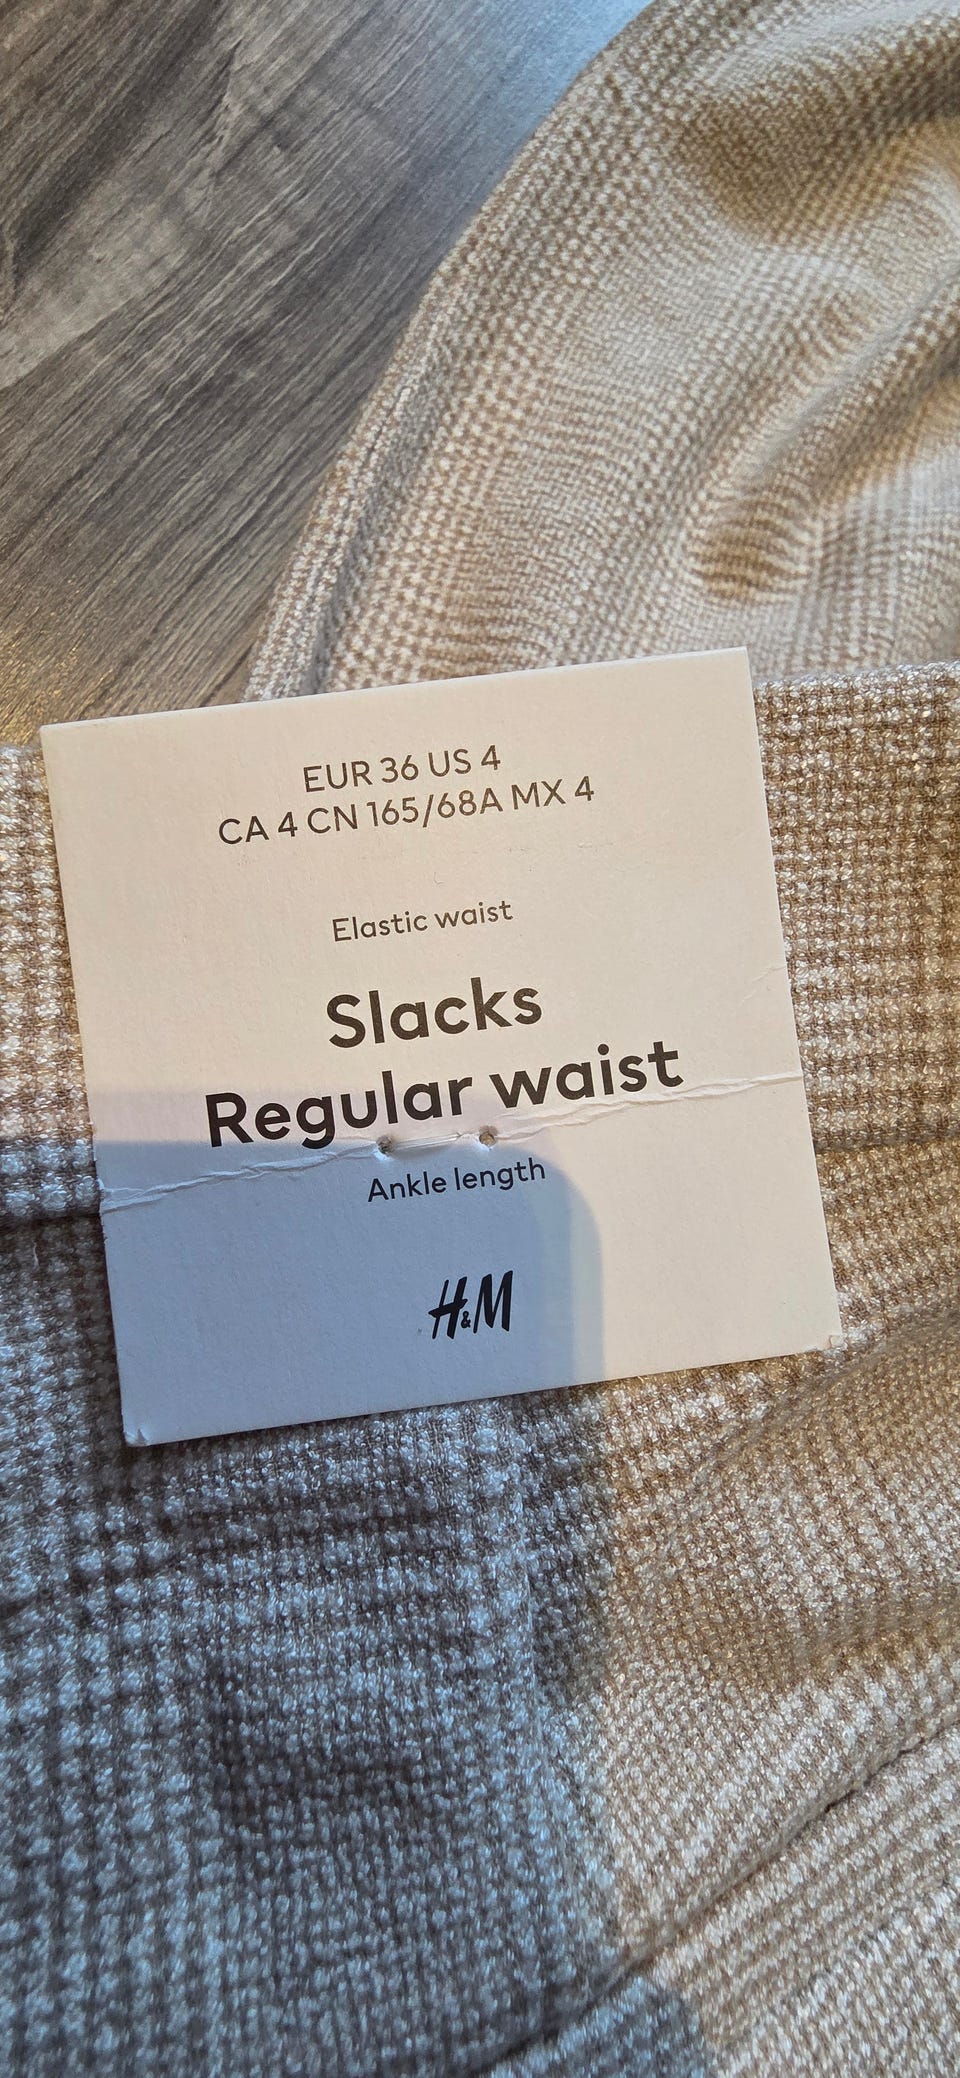 EUR 36 US 4
CA 4 CN 165/68A MX 4
Elastic waist
Slacks
Regular waist
Ankle length
H&M